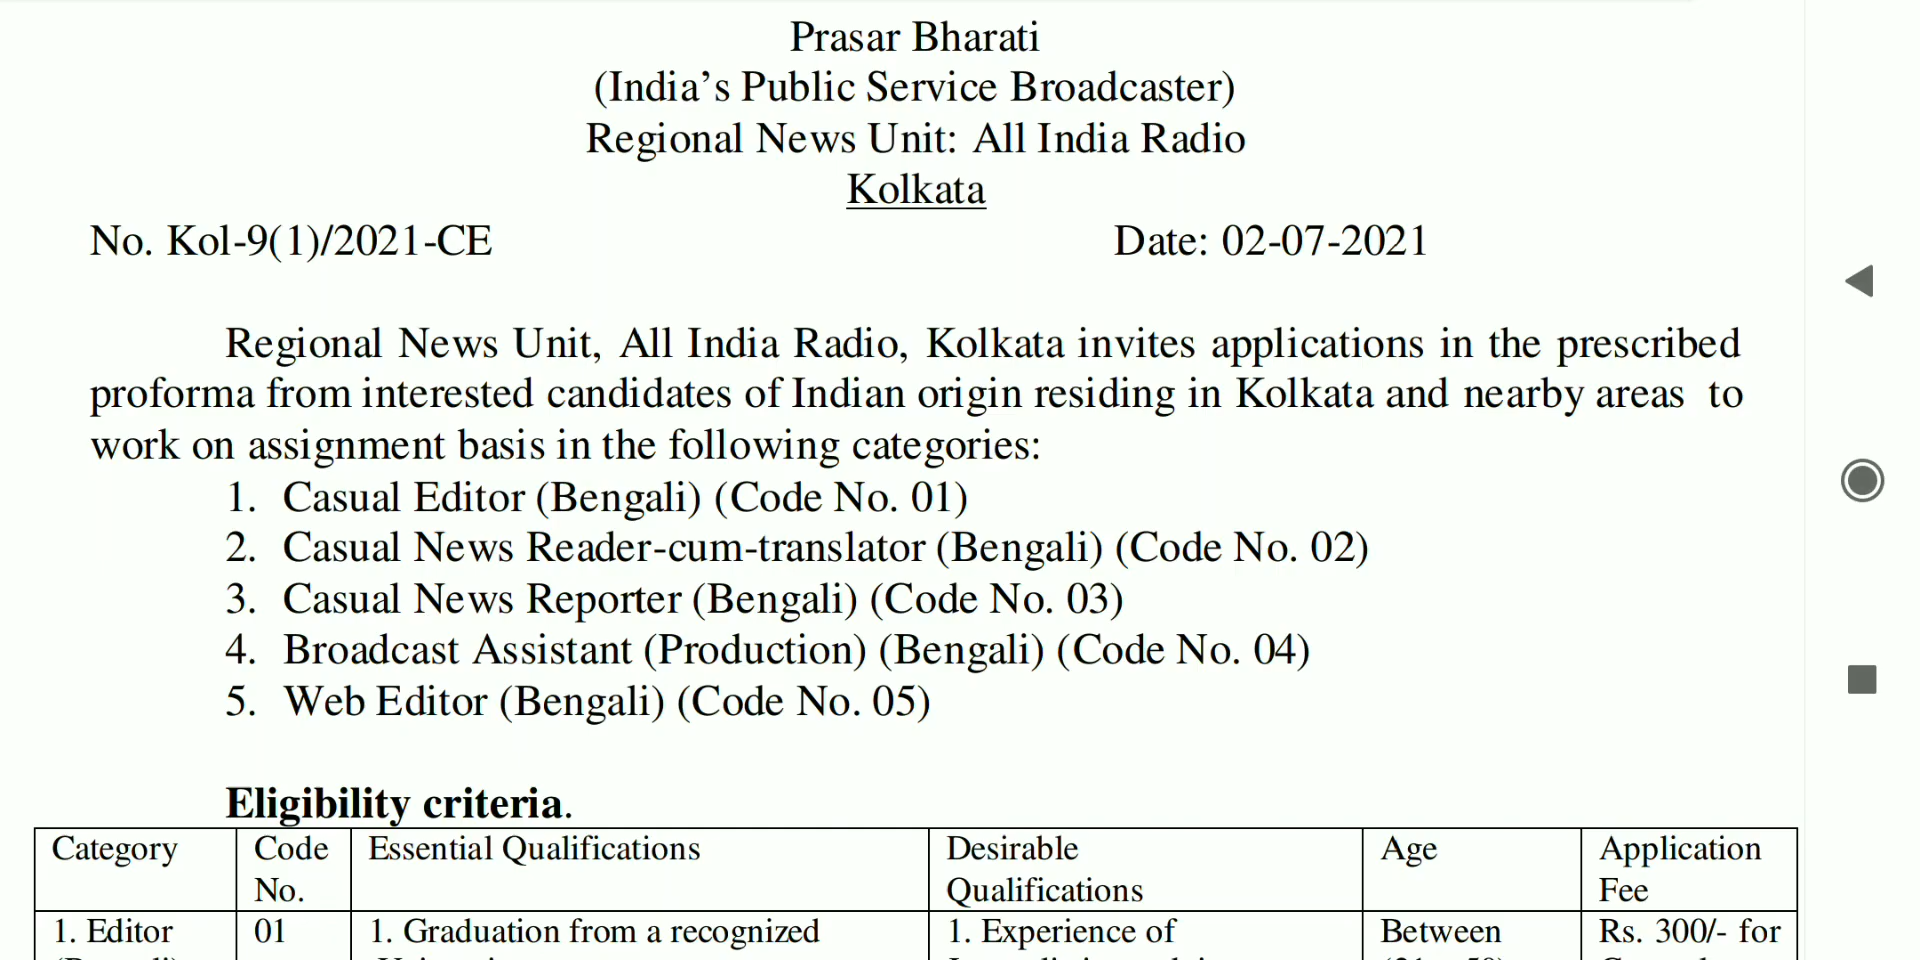 Prasar Bharati
(India’s Public Service Broadcaster)
Regional News Unit: All India Radio
Kolkata
No. Kol-9(1)/2021-CE Date: 02-07-2021
Regional News Unit, All India Radio, Kolkata invites applications in the prescribed
proforma from interested candidates of Indian origin residing in Kolkata and nearby areas to
work on assignment basis in the following categories:
1. Casual Editor (Bengali) (Code No. 01)
2. Casual News Reader-cum-translator (Bengali) (Code No. 02)
3. Casual News Reporter (Bengali) (Code No. 03)
4. Broadcast Assistant (Production) (Bengali) (Code No. 04)
5. Web Editor (Bengali) (Code No. 05)
Eligibility criteria.
Category Code Essential Qualifications Desirable Age Application
No. Qualifications Fee
1. Editor 01 1. Graduation from a recognized 1. Experience of Between Rs. 300/- for